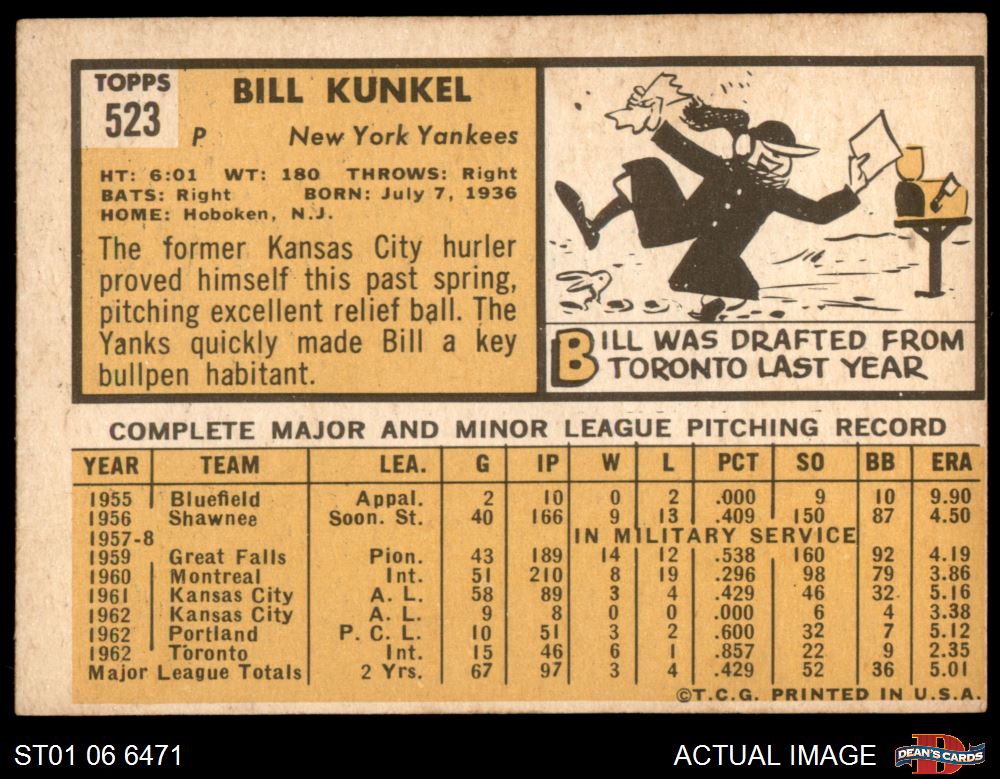 TOPPS
523
BILL KUNKEL
P New York Yankees
HT: 6:01 WT: 180 THROWS: Right
BATS: Right BORN: July 7, 1936
HOME: Hoboken, N.J.
The former Kansas City hurler
proved himself this past spring,
pitching excellent relief ball. The
Yanks quickly made Bill a key
bullpen habitant.
BILL WAS DRAFTED FROM
TORONTO LAST YEAR
COMPLETE MAJOR AND MINOR LEAGUE PITCHING RECORD
YEAR TEAM LEA. G IP W L PCT SO BB ERA
1955 Bluefield Appal. 2 10 0 2 .000 9 10 9.90
1956 Shawnee Soon. St. 40 166 9 13 .409 150 87 4.50
1957-8 IN MILITARY SERVICE
1959 Great Falls Pion. 43 189 14 12 .538 160 92 4.19
1960 Montreal Int. 51 210 8 19 .296 98 79 3.86
1961 Kansas City A. L. 58 89 3 4 .429 46 32 5.16
1962 Kansas City A. L. 9 8 0 0 .000 6 4 3.38
1962 Portland P. C. L. 10 51 3 2 .600 32 7 5.12
1962 Toronto Int. 15 46 6 1 .857 22 9 2.35
Major League Totals 2 Yrs. 67 97 3 4 .429 52 36 5.01
©T.C.G. PRINTED IN U.S.A.
ST01 06 6471
ACTUAL IMAGE
D
DEAN'S CARDS